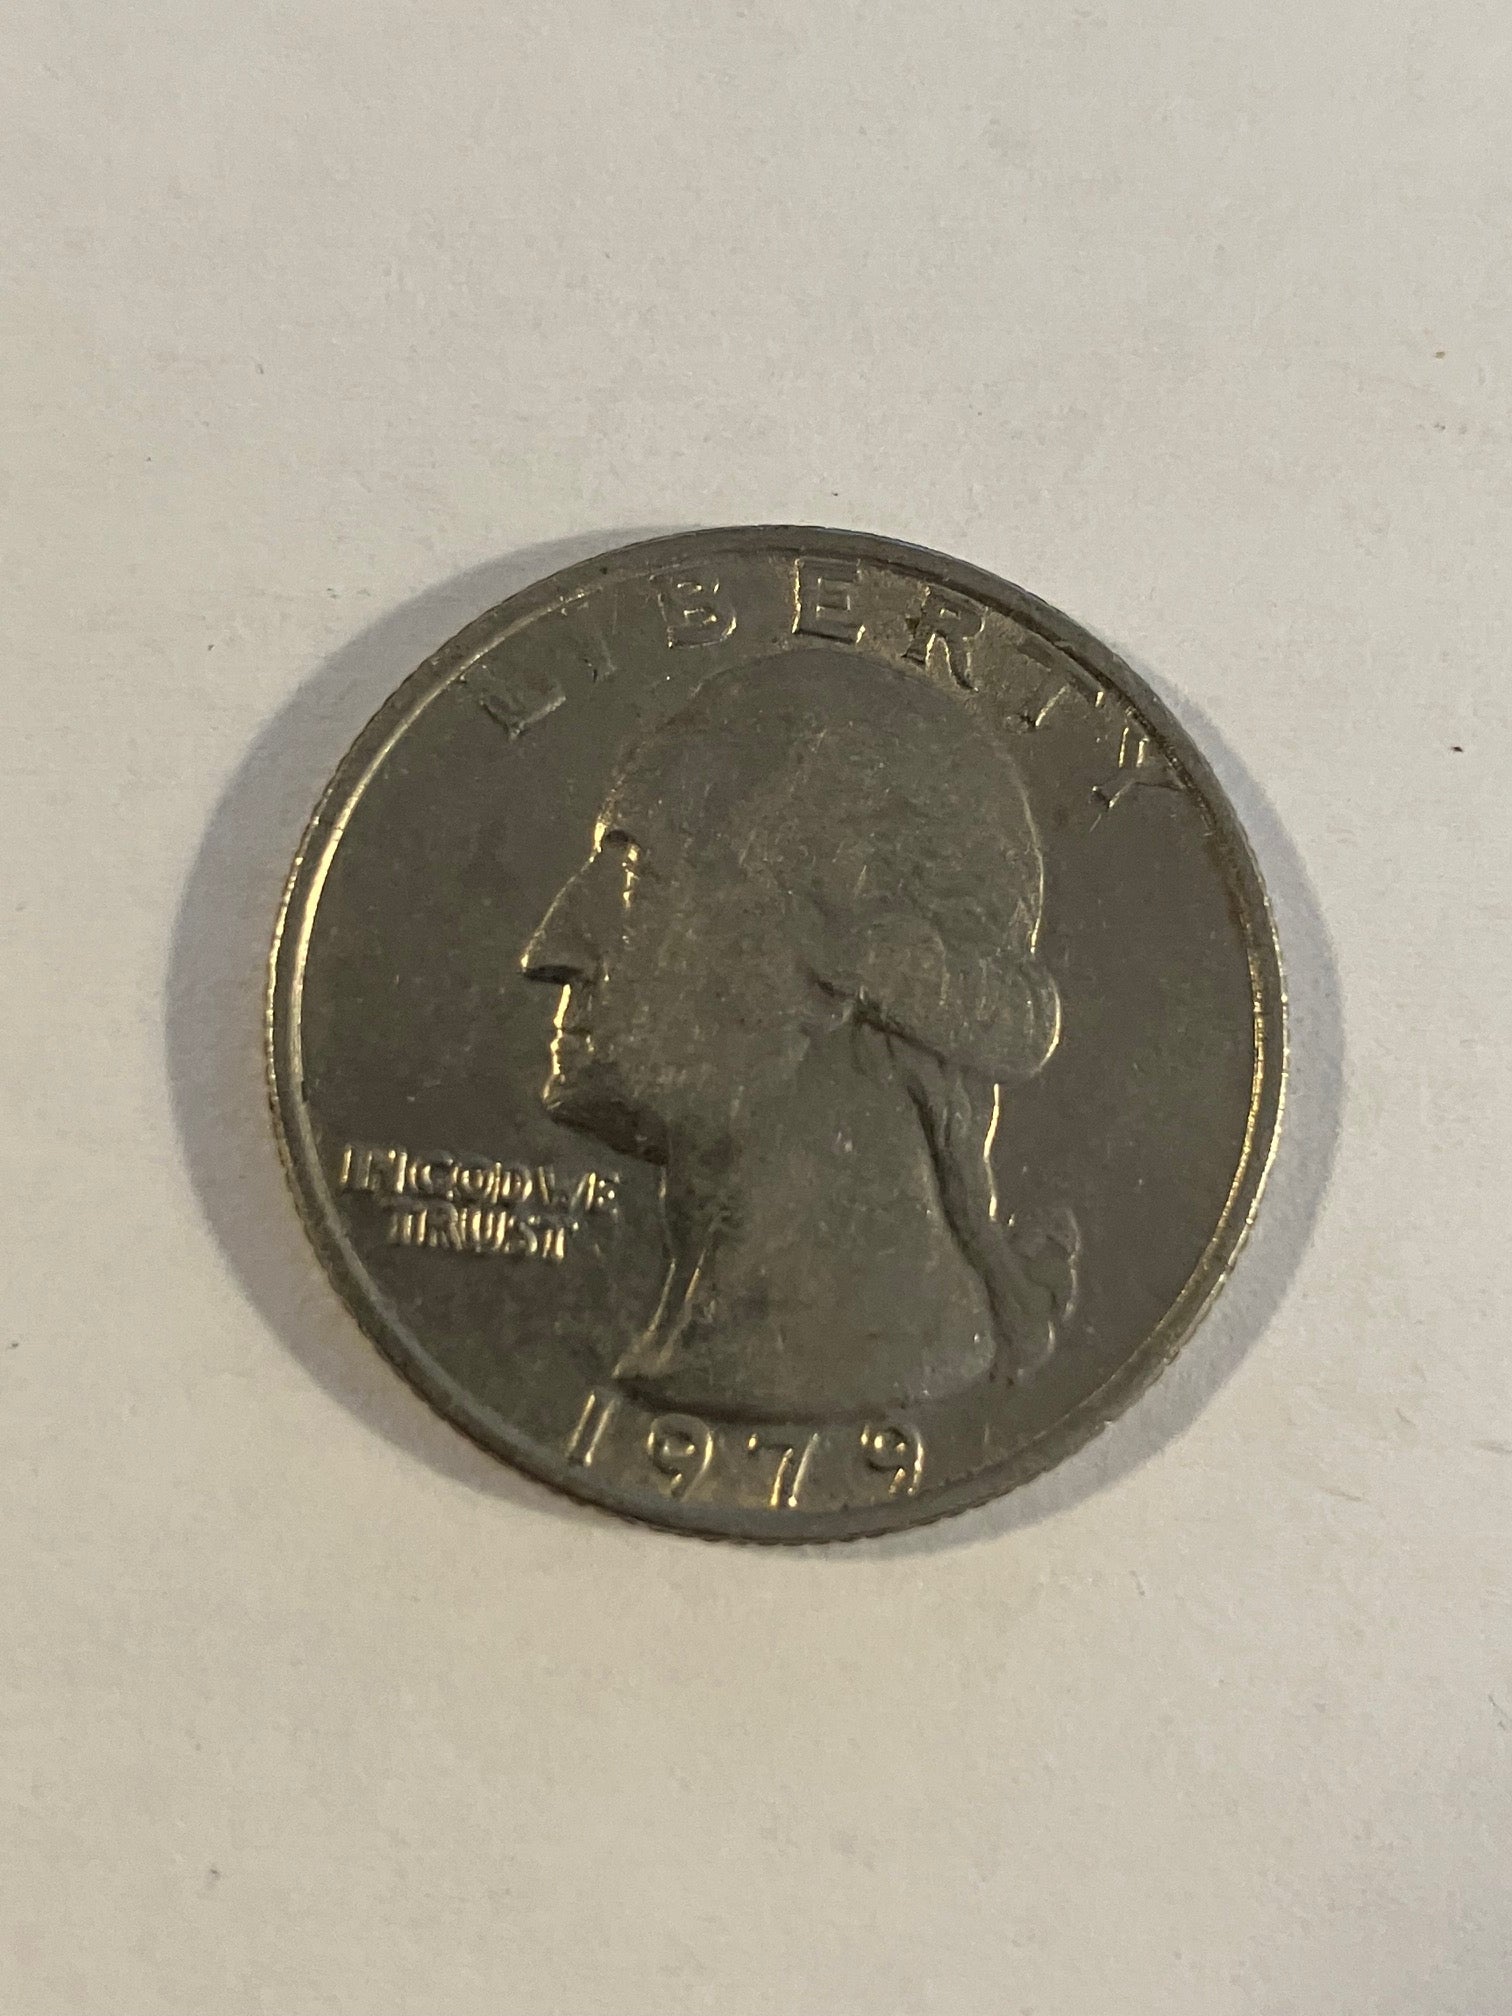 LIBERTY
IN GOD WE
TRUST
1979